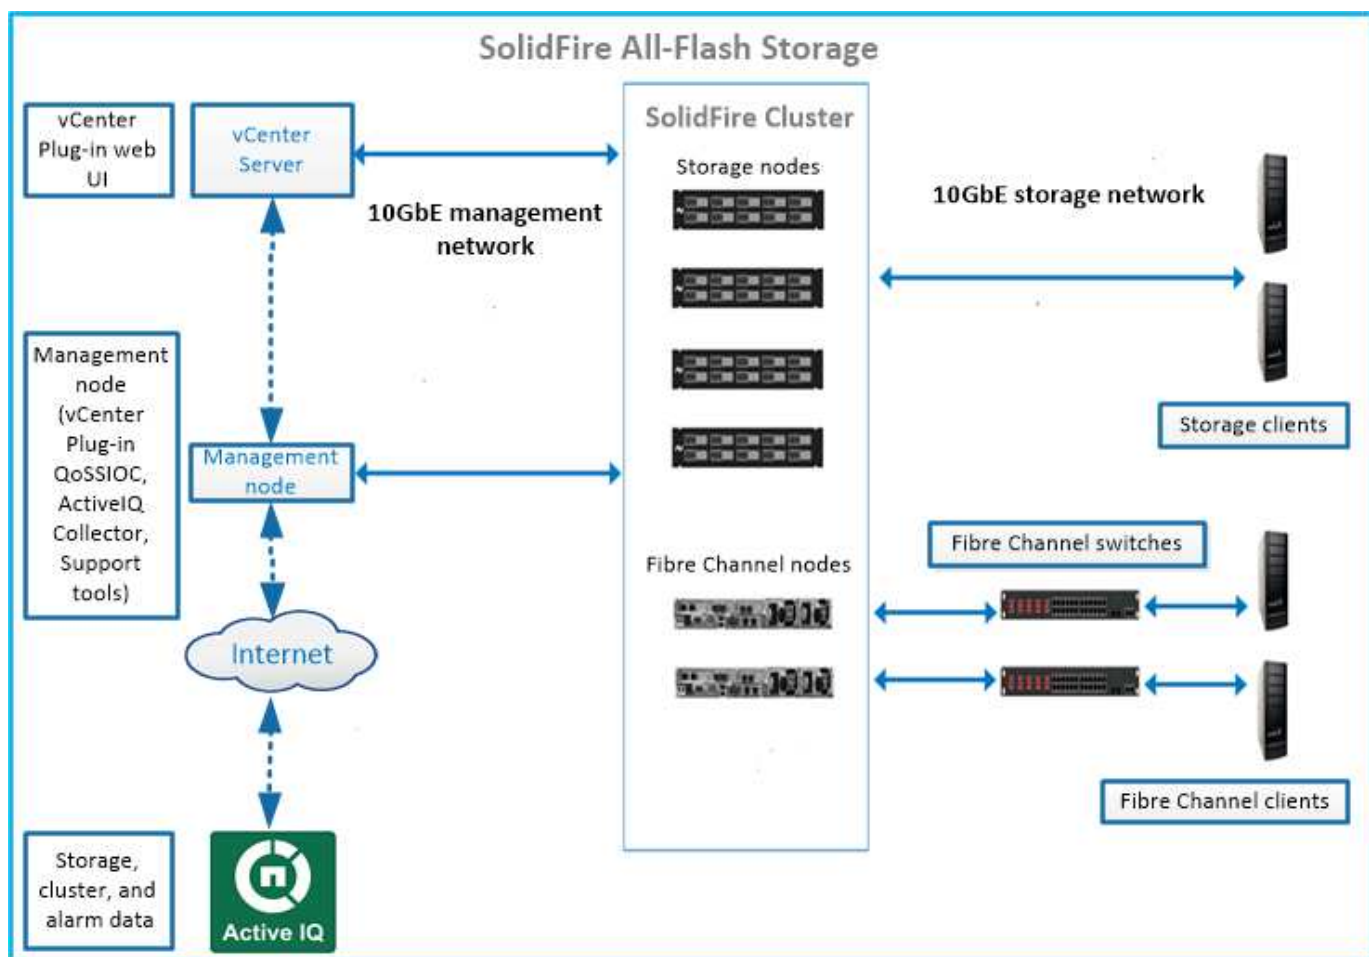 SolidFire All-Flash Storage
vCenter
Plug-in web
UI
vCenter
Server
10GbE management
network
SolidFire Cluster
Storage nodes
10GbE storage network
Storage clients
Management
node
(vCenter
Plug-in
QoSSIOC,
ActiveIQ
Collector,
Support
tools)
Management
node
Internet
Fibre Channel nodes
Fibre Channel switches
Fibre Channel clients
Storage,
cluster, and
alarm data
Active IQ